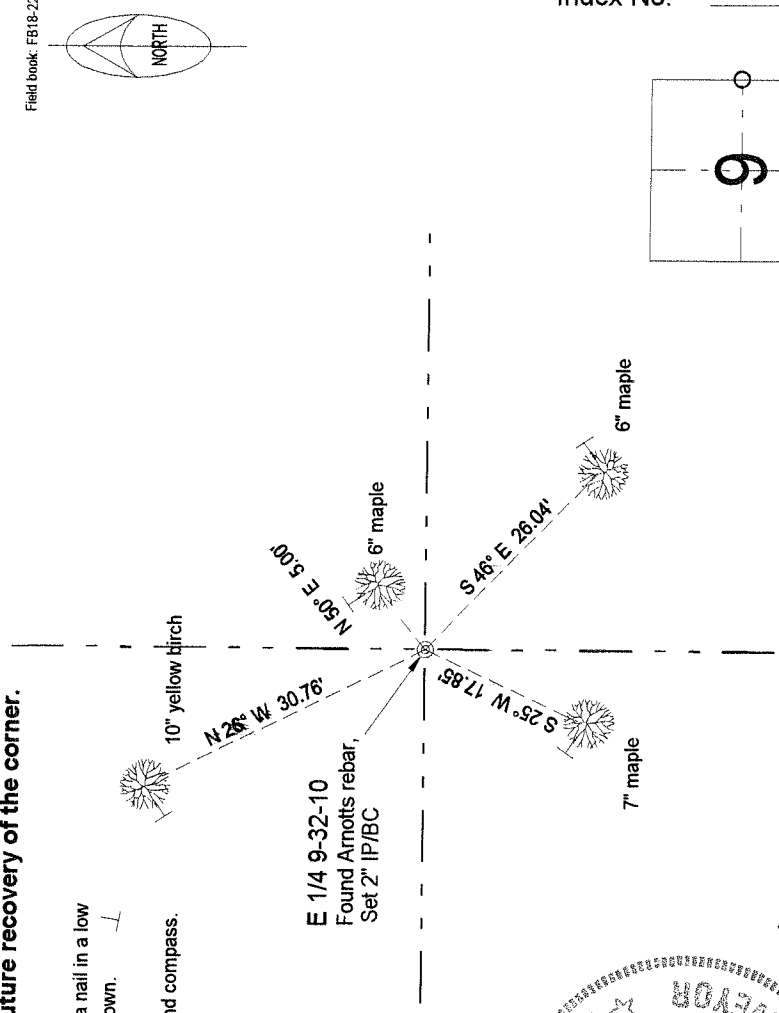 Index No.
Field book: FB18-22
NORTH
9
uture recovery of the corner.
a nail in a low
own.
nd compass.
10" yellow birch
N 26° W 30.76'
N 50° E 5.00'
6" maple
S 46° E 26.04'
6" maple
S 25° W 17.85'
7" maple
E 1/4 9-32-10
Found Arnotts rebar,
Set 2" IP/BC